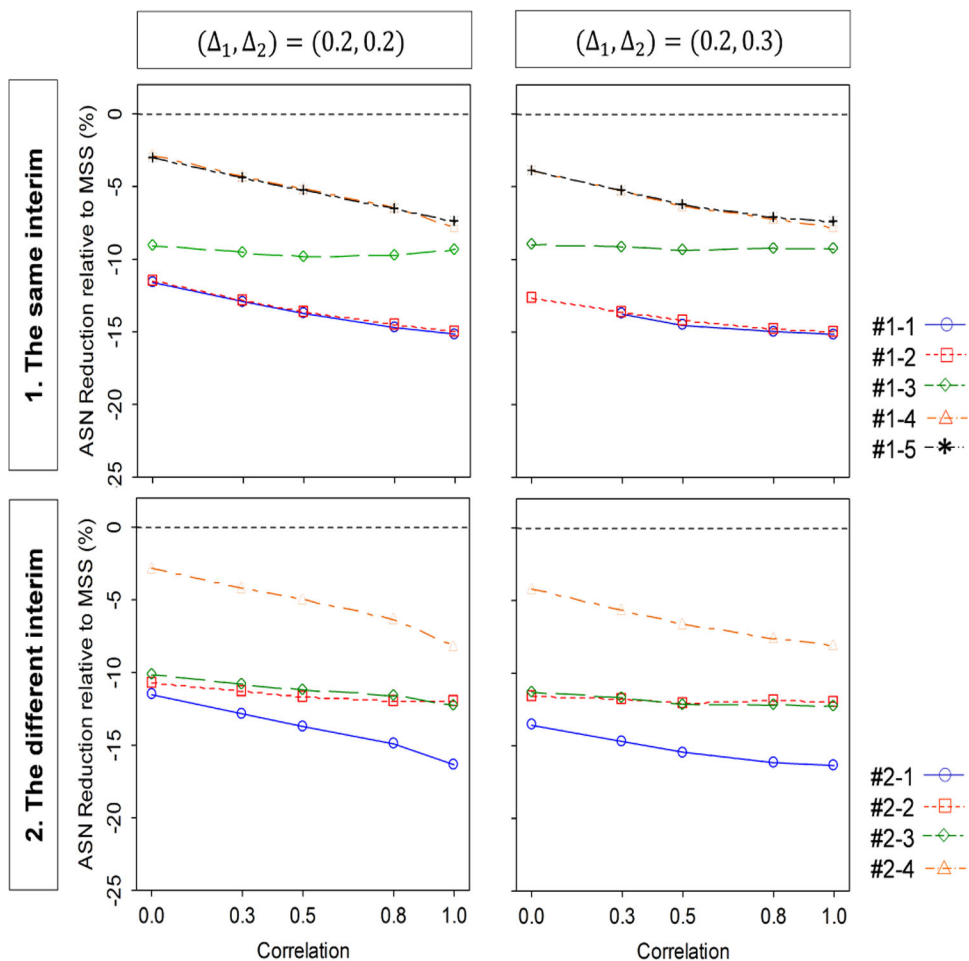 (Δ₁, Δ₂) = (0.2, 0.2)
(Δ₁, Δ₂) = (0.2, 0.3)
1. The same interim
ASN Reduction relative to MSS (%)
0
-5
-10
-15
-20
25
#1-1
#1-2
#1-3
#1-4
#1-5
2. The different interim
ASN Reduction relative to MSS (%)
0
-5
-10
-15
-20
-25
0.0 0.3 0.5 0.8 1.0
Correlation
0.0 0.3 0.5 0.8 1.0
Correlation
#2-1
#2-2
#2-3
#2-4